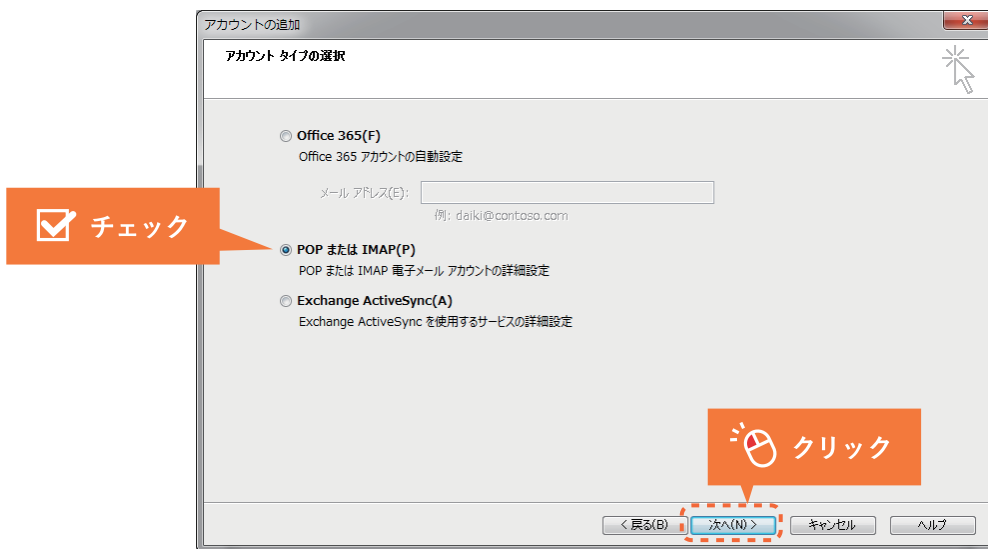 アカウントの追加
アカウント タイプの選択
Office 365(F)
Office 365 アカウントの自動設定
メール アドレス(E):
例: daiki@contoso.com
チェック
POP または IMAP(P)
POP または IMAP 電子メール アカウントの詳細設定
Exchange ActiveSync(A)
Exchange ActiveSync を使用するサービスの詳細設定
クリック
< 戻る(B)
次へ(N) >
キャンセル
ヘルプ